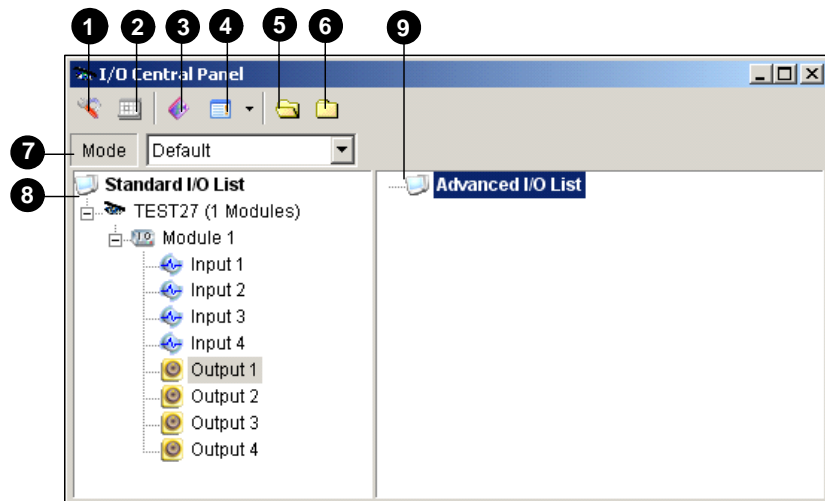 1 2 3 4 5 6 9
I/O Central Panel
7 Mode Default
8 Standard I/O List
Advanced I/O List
TEST27 (1 Modules)
Module 1
Input 1
Input 2
Input 3
Input 4
Output 1
Output 2
Output 3
Output 4